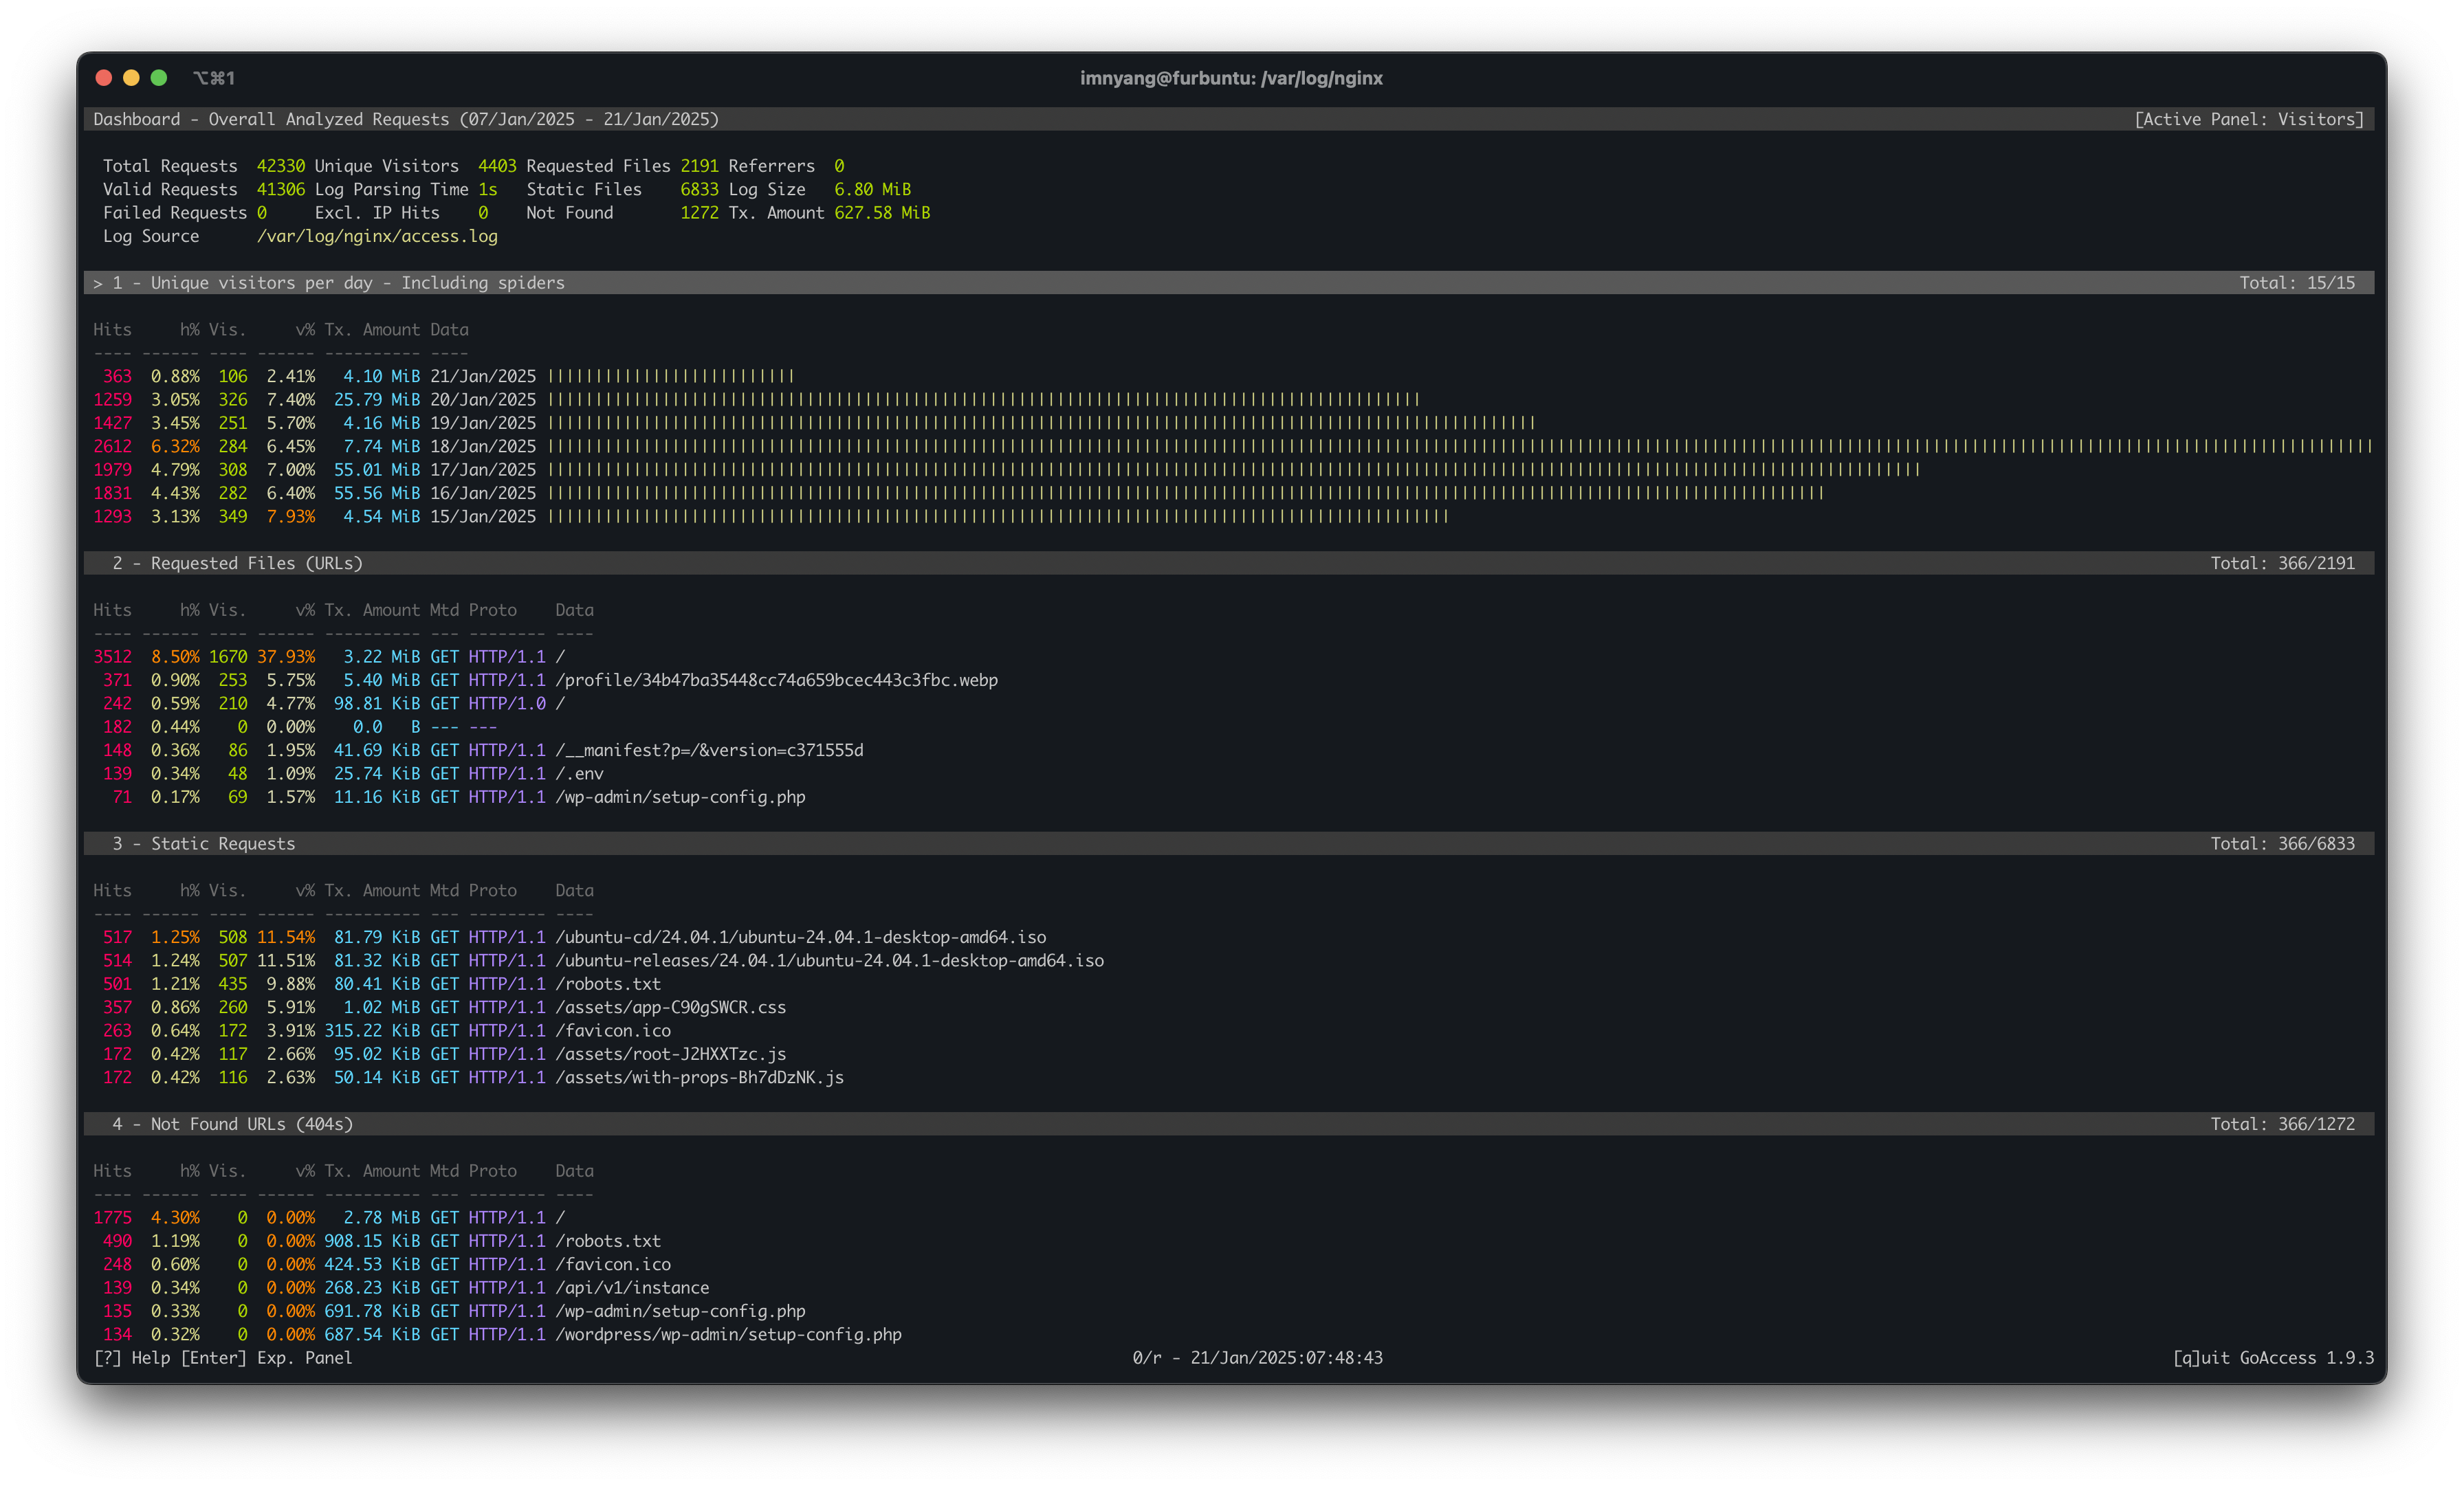 ⌥⌘1
imnyang@furbuntu: /var/log/nginx
Dashboard - Overall Analyzed Requests (07/Jan/2025 - 21/Jan/2025) [Active Panel: Visitors]
Total Requests 42330 Unique Visitors 4403 Requested Files 2191 Referrers 0
Valid Requests 41306 Log Parsing Time 1s Static Files 6833 Log Size 6.80 MiB
Failed Requests 0 Excl. IP Hits 0 Not Found 1272 Tx. Amount 627.58 MiB
Log Source /var/log/nginx/access.log
> 1 - Unique visitors per day - Including spiders Total: 15/15
Hits h% Vis. v% Tx. Amount Data
---- ------ ---- ------ ---------- ----
363 0.88% 106 2.41% 4.10 MiB 21/Jan/2025
1259 3.05% 326 7.40% 25.79 MiB 20/Jan/2025
1427 3.45% 251 5.70% 4.16 MiB 19/Jan/2025
2612 6.32% 284 6.45% 7.74 MiB 18/Jan/2025
1979 4.79% 308 7.00% 55.01 MiB 17/Jan/2025
1831 4.43% 282 6.40% 55.56 MiB 16/Jan/2025
1293 3.13% 349 7.93% 4.54 MiB 15/Jan/2025
2 - Requested Files (URLs) Total: 366/2191
Hits h% Vis. v% Tx. Amount Mtd Proto Data
---- ------ ---- ------ ---------- --- -------- ----
3512 8.50% 1670 37.93% 3.22 MiB GET HTTP/1.1 /
371 0.90% 253 5.75% 5.40 MiB GET HTTP/1.1 /profile/34b47ba35448cc74a659bcec443c3fbc.webp
242 0.59% 210 4.77% 98.81 KiB GET HTTP/1.0 /
182 0.44% 0 0.00% 0.0 B --- ---
148 0.36% 86 1.95% 41.69 KiB GET HTTP/1.1 /__manifest?p=/&version=c371555d
139 0.34% 48 1.09% 25.74 KiB GET HTTP/1.1 /.env
71 0.17% 69 1.57% 11.16 KiB GET HTTP/1.1 /wp-admin/setup-config.php
3 - Static Requests Total: 366/6833
Hits h% Vis. v% Tx. Amount Mtd Proto Data
---- ------ ---- ------ ---------- --- -------- ----
517 1.25% 508 11.54% 81.79 KiB GET HTTP/1.1 /ubuntu-cd/24.04.1/ubuntu-24.04.1-desktop-amd64.iso
514 1.24% 507 11.51% 81.32 KiB GET HTTP/1.1 /ubuntu-releases/24.04.1/ubuntu-24.04.1-desktop-amd64.iso
501 1.21% 435 9.88% 80.41 KiB GET HTTP/1.1 /robots.txt
357 0.86% 260 5.91% 1.02 MiB GET HTTP/1.1 /assets/app-C90gSWCR.css
263 0.64% 172 3.91% 315.22 KiB GET HTTP/1.1 /favicon.ico
172 0.42% 117 2.66% 95.02 KiB GET HTTP/1.1 /assets/root-J2HXXTzc.js
172 0.42% 116 2.63% 50.14 KiB GET HTTP/1.1 /assets/with-props-Bh7dDzNK.js
4 - Not Found URLs (404s) Total: 366/1272
Hits h% Vis. v% Tx. Amount Mtd Proto Data
---- ------ ---- ------ ---------- --- -------- ----
1775 4.30% 0 0.00% 2.78 MiB GET HTTP/1.1 /
490 1.19% 0 0.00% 908.15 KiB GET HTTP/1.1 /robots.txt
248 0.60% 0 0.00% 424.53 KiB GET HTTP/1.1 /favicon.ico
139 0.34% 0 0.00% 268.23 KiB GET HTTP/1.1 /api/v1/instance
135 0.33% 0 0.00% 691.78 KiB GET HTTP/1.1 /wp-admin/setup-config.php
134 0.32% 0 0.00% 687.54 KiB GET HTTP/1.1 /wordpress/wp-admin/setup-config.php
[?] Help [Enter] Exp. Panel 0/r - 21/Jan/2025:07:48:43 [q]uit GoAccess 1.9.3